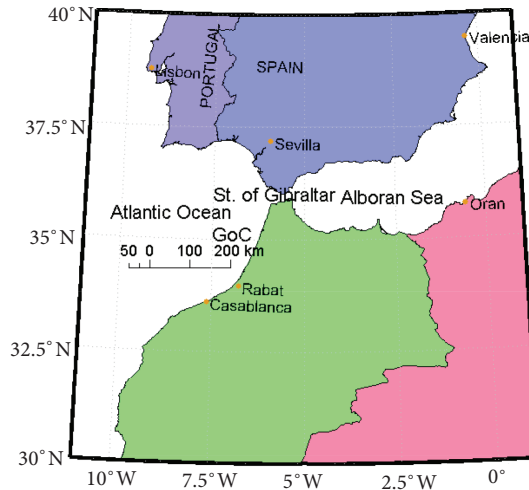 40° N
Valencia
Lisbon
PORTUGAL
SPAIN
37.5° N
Sevilla
St. of Gibraltar
Alboran Sea
Oran
Atlantic Ocean
35° N
GoC
50 0 100 200 km
Rabat
Casablanca
32.5° N
30° N
10° W 7.5° W 5° W 2.5° W 0°